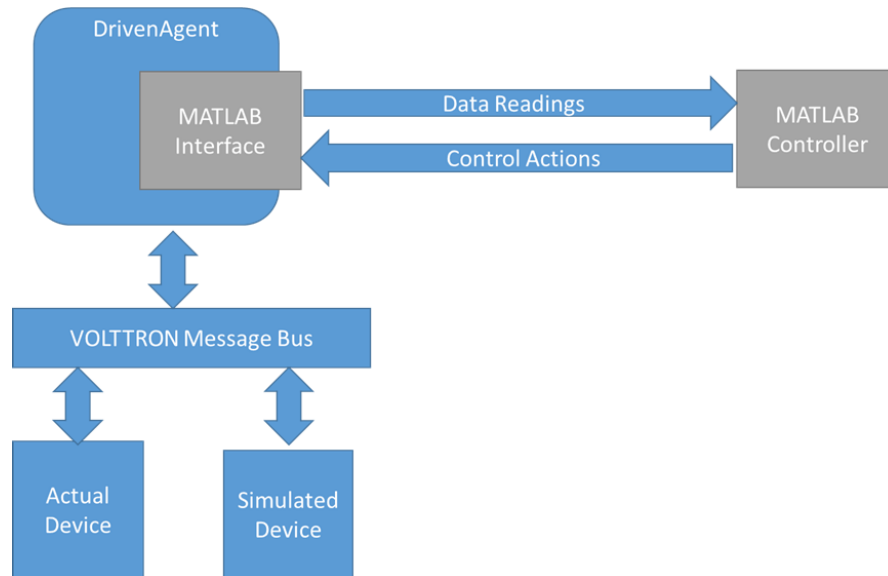 DrivenAgent
MATLAB
Interface
Data Readings
Control Actions
MATLAB
Controller
VOLTTRON Message Bus
Actual
Device
Simulated
Device